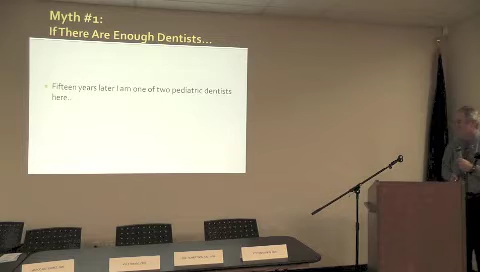 Myth #1:
If There Are Enough Dentists...
Fifteen years later I am one of two pediatric dentists
here..